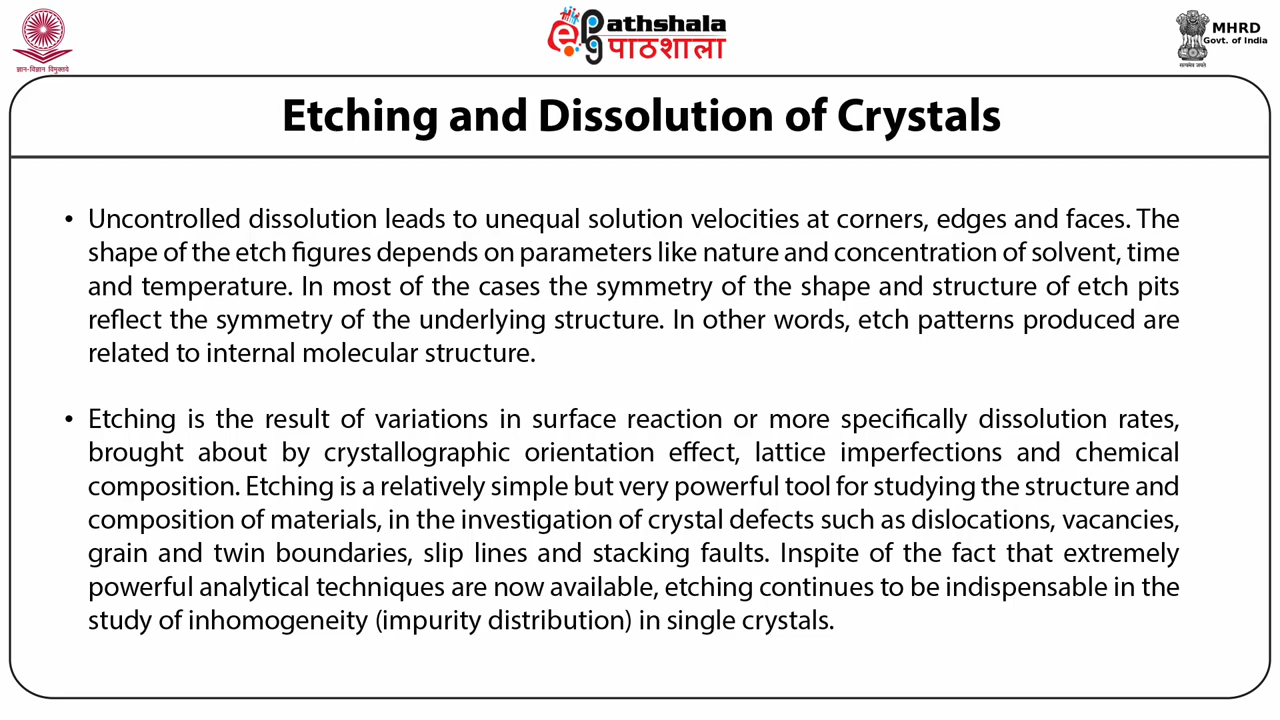 ज्ञान-विज्ञान विमुक्तये
ePathshala
पाठशाला
MHRD
Govt. of India
सत्यमेव जयते
Etching and Dissolution of Crystals
• Uncontrolled dissolution leads to unequal solution velocities at corners, edges and faces. The
shape of the etch figures depends on parameters like nature and concentration of solvent, time
and temperature. In most of the cases the symmetry of the shape and structure of etch pits
reflect the symmetry of the underlying structure. In other words, etch patterns produced are
related to internal molecular structure.
• Etching is the result of variations in surface reaction or more specifically dissolution rates,
brought about by crystallographic orientation effect, lattice imperfections and chemical
composition. Etching is a relatively simple but very powerful tool for studying the structure and
composition of materials, in the investigation of crystal defects such as dislocations, vacancies,
grain and twin boundaries, slip lines and stacking faults. Inspite of the fact that extremely
powerful analytical techniques are now available, etching continues to be indispensable in the
study of inhomogeneity (impurity distribution) in single crystals.